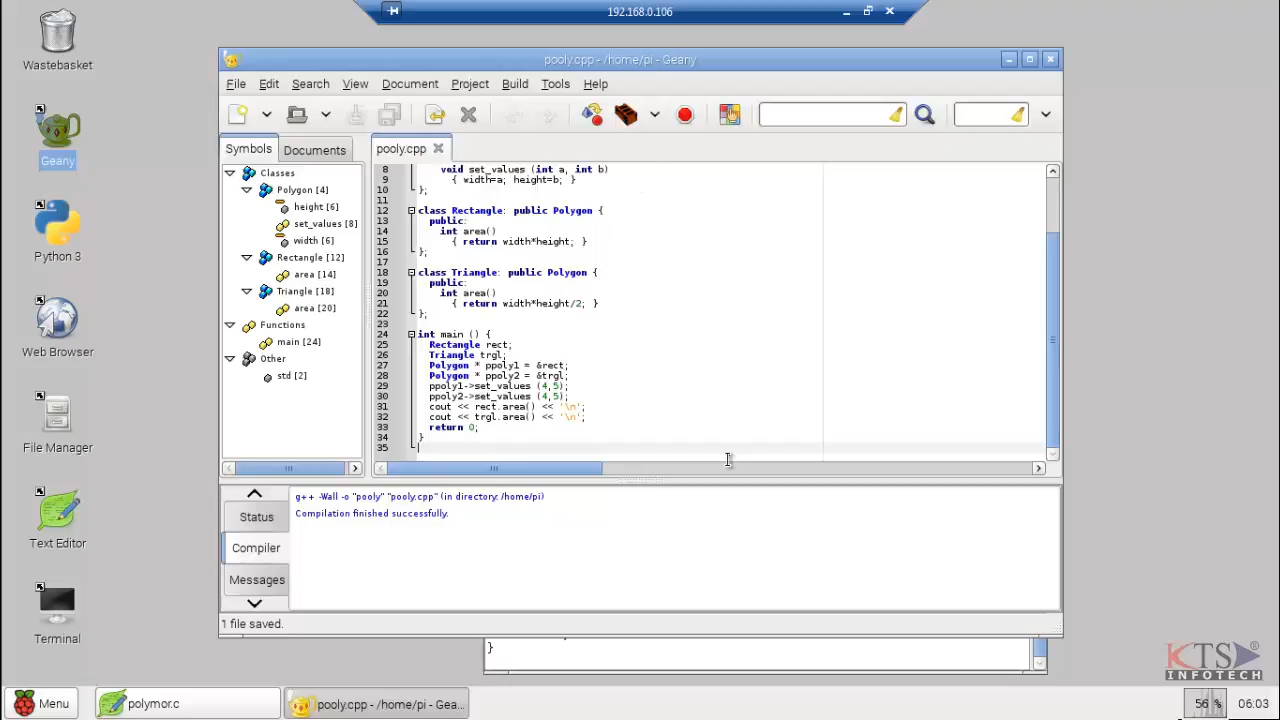 192.168.0.106
Wastebasket
Geany
Python 3
Web Browser
File Manager
Text Editor
Terminal
pooly.cpp - /home/pi - Geany
File Edit Search View Document Project Build Tools Help
Symbols Documents
pooly.cpp
Classes
Polygon [4]
height [6]
set_values [8]
width [6]
Rectangle [12]
area [14]
Triangle [18]
area [20]
Functions
main [24]
Other
std [2]
8 void set_values (int a, int b)
9 { width=a; height=b; }
10 };
11
12 class Rectangle: public Polygon {
13 public:
14 int area()
15 { return width*height; }
16 };
17
18 class Triangle: public Polygon {
19 public:
20 int area()
21 { return width*height/2; }
22 };
23
24 int main () {
25 Rectangle rect;
26 Triangle trgl;
27 Polygon * ppoly1 = &rect;
28 Polygon * ppoly2 = &trgl;
29 ppoly1->set_values (4,5);
30 ppoly2->set_values (4,5);
31 cout << rect.area() << '\n';
32 cout << trgl.area() << '\n';
33 return 0;
34 }
35
Status
Compiler
Messages
g++ -Wall -o "pooly" "pooly.cpp" (in directory: /home/pi)
Compilation finished successfully.
1 file saved.
}
KTS
INFOTECH
Menu
polymor.c
pooly.cpp - /home/pi - Gea...
56 %
06:03